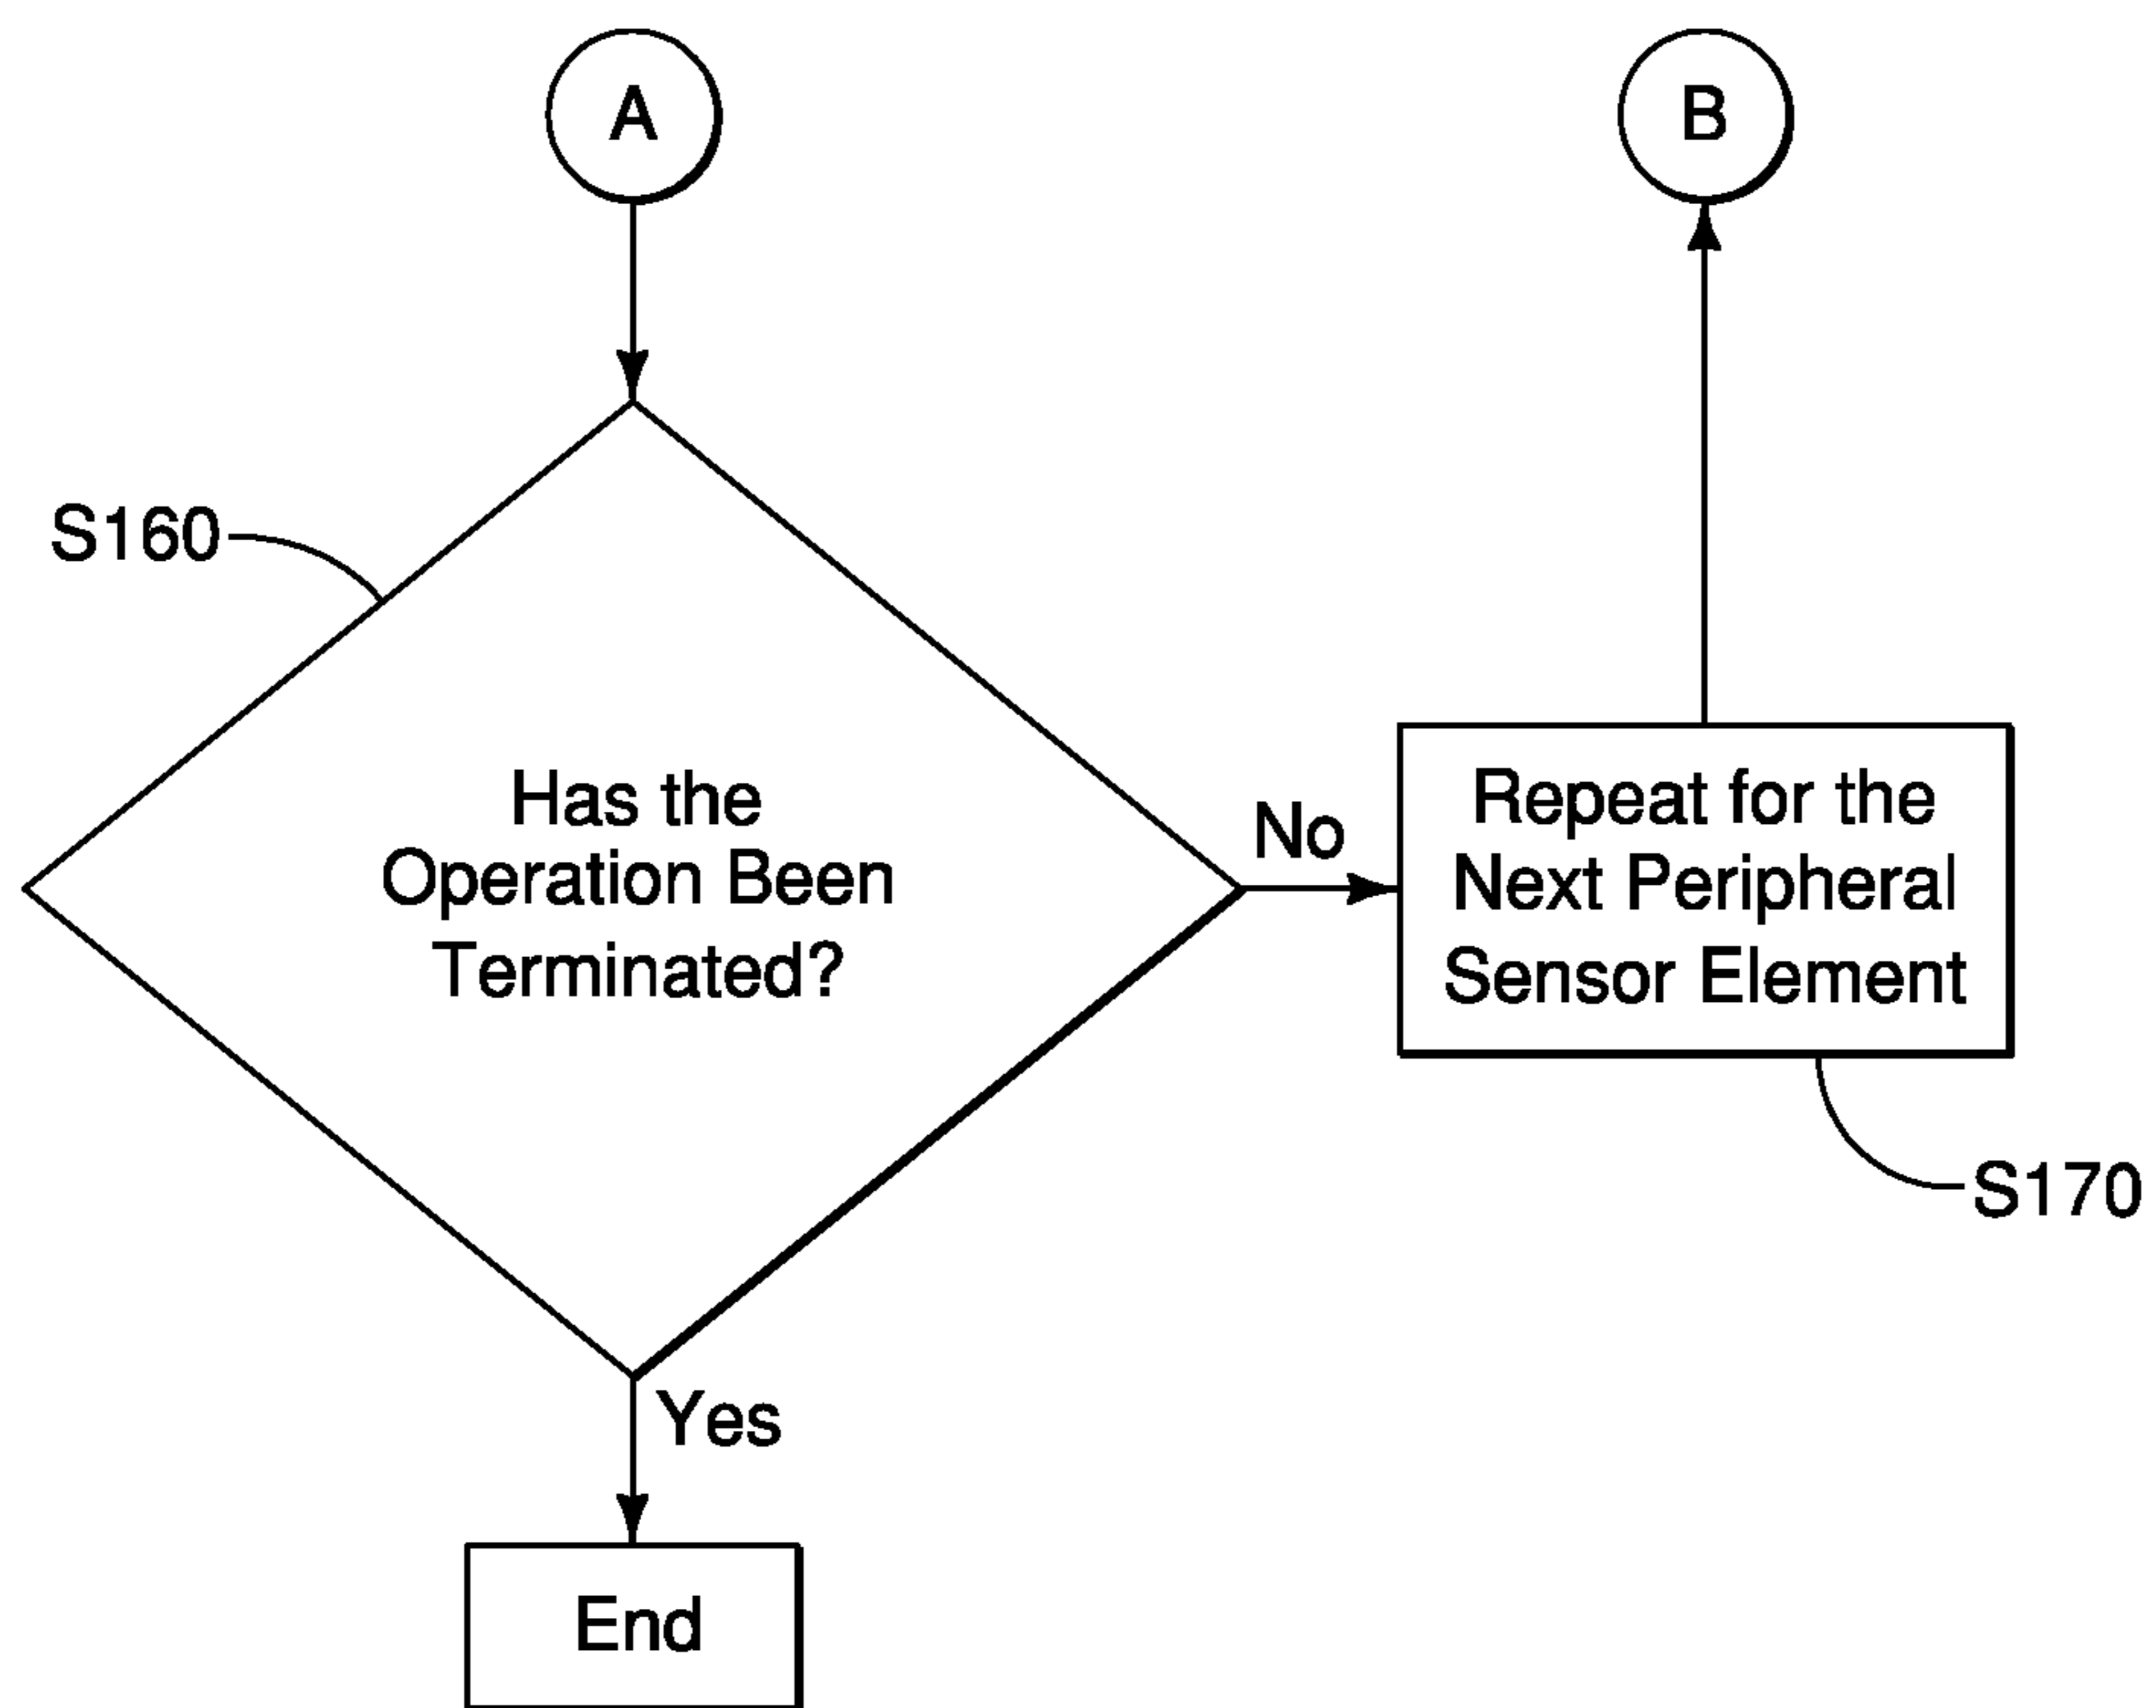 A
B
S160
Has the
Operation Been
Terminated?
No
Repeat for the
Next Peripheral
Sensor Element
S170
Yes
End